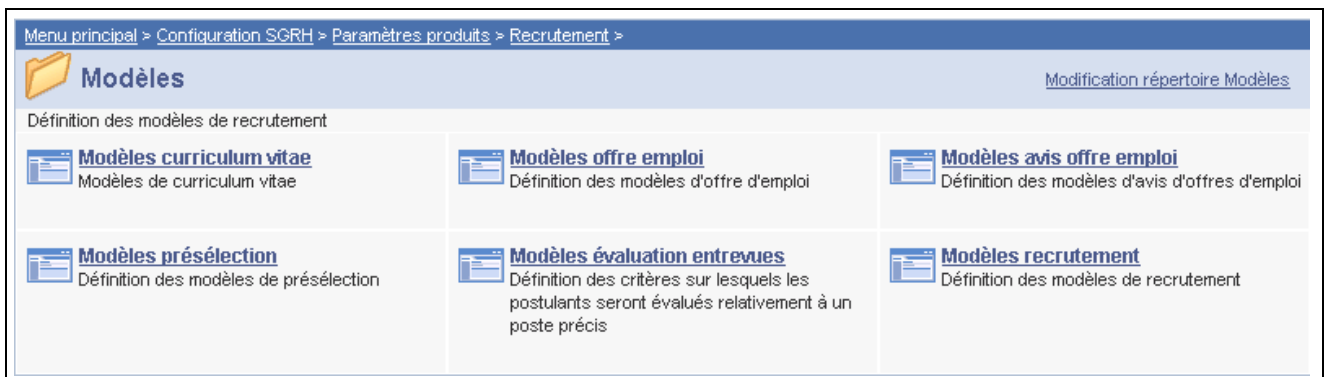 Menu principal > Configuration SGRH > Paramètres produits > Recrutement >
Modèles
Modification répertoire Modèles
Définition des modèles de recrutement
Modèles curriculum vitae
Modèles de curriculum vitae
Modèles offre emploi
Définition des modèles d'offre d'emploi
Modèles avis offre emploi
Définition des modèles d'avis d'offres d'emploi
Modèles présélection
Définition des modèles de présélection
Modèles évaluation entrevues
Définition des critères sur lesquels les
postulants seront évalués relativement à un
poste précis
Modèles recrutement
Définition des modèles de recrutement